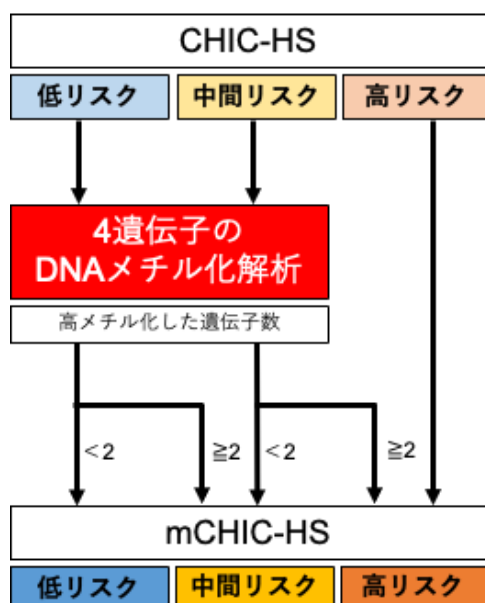 CHIC-HS
低リスク
中間リスク
高リスク
4遺伝子の
DNAメチル化解析
高メチル化した遺伝子数
<2
≧2
<2
≧2
mCHIC-HS
低リスク
中間リスク
高リスク